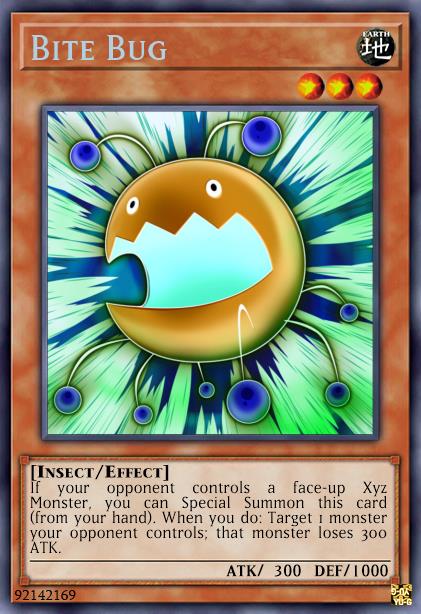 BITE BUG
EARTH
地
[INSECT/EFFECT]
If your opponent controls a face-up Xyz
Monster, you can Special Summon this card
(from your hand). When you do: Target 1 monster
your opponent controls; that monster loses 300
ATK.
ATK/ 300 DEF/1000
92142169